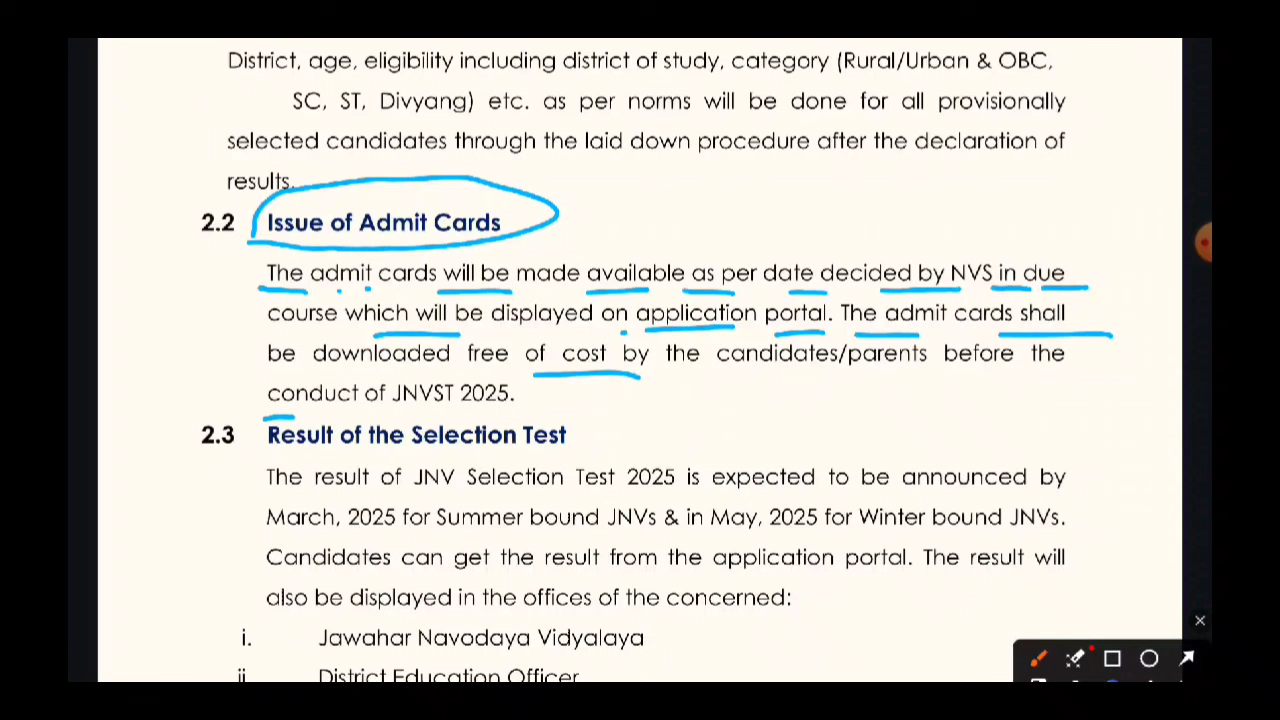 District, age, eligibility including district of study, category (Rural/Urban & OBC,
SC, ST, Divyang) etc. as per norms will be done for all provisionally
selected candidates through the laid down procedure after the declaration of
results.
2.2 Issue of Admit Cards
The admit cards will be made available as per date decided by NVS in due
course which will be displayed on application portal. The admit cards shall
be downloaded free of cost by the candidates/parents before the
conduct of JNVST 2025.
2.3 Result of the Selection Test
The result of JNV Selection Test 2025 is expected to be announced by
March, 2025 for Summer bound JNVs & in May, 2025 for Winter bound JNVs.
Candidates can get the result from the application portal. The result will
also be displayed in the offices of the concerned:
i. Jawahar Navodaya Vidyalaya
ii District Education Officer